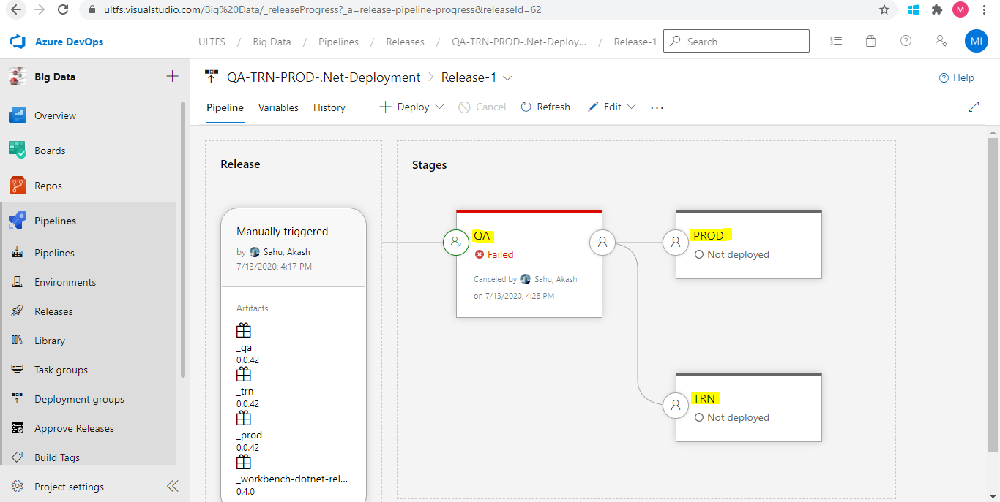 ultfs.visualstudio.com/Big%20Data/_releaseProgress?_a=release-pipeline-progress&releaseId=62
M
Azure DevOps
ULTFS / Big Data / Pipelines / Releases / QA-TRN-PROD-.Net-Deploy... / Release-1
Search
MI
Big Data
Overview
Boards
Repos
Pipelines
Pipelines
Environments
Releases
Library
Task groups
Deployment groups
Approve Releases
Build Tags
Project settings
QA-TRN-PROD-.Net-Deployment > Release-1
Help
Pipeline Variables History Deploy Cancel Refresh Edit ...
Release
Manually triggered
by Sahu, Akash
7/13/2020, 4:17 PM
Artifacts
_qa
0.0.42
_trn
0.0.42
_prod
0.0.42
_workbench-dotnet-rel...
0.4.0
Stages
QA
Failed
Canceled by Sahu, Akash
on 7/13/2020, 4:28 PM
PROD
Not deployed
TRN
Not deployed